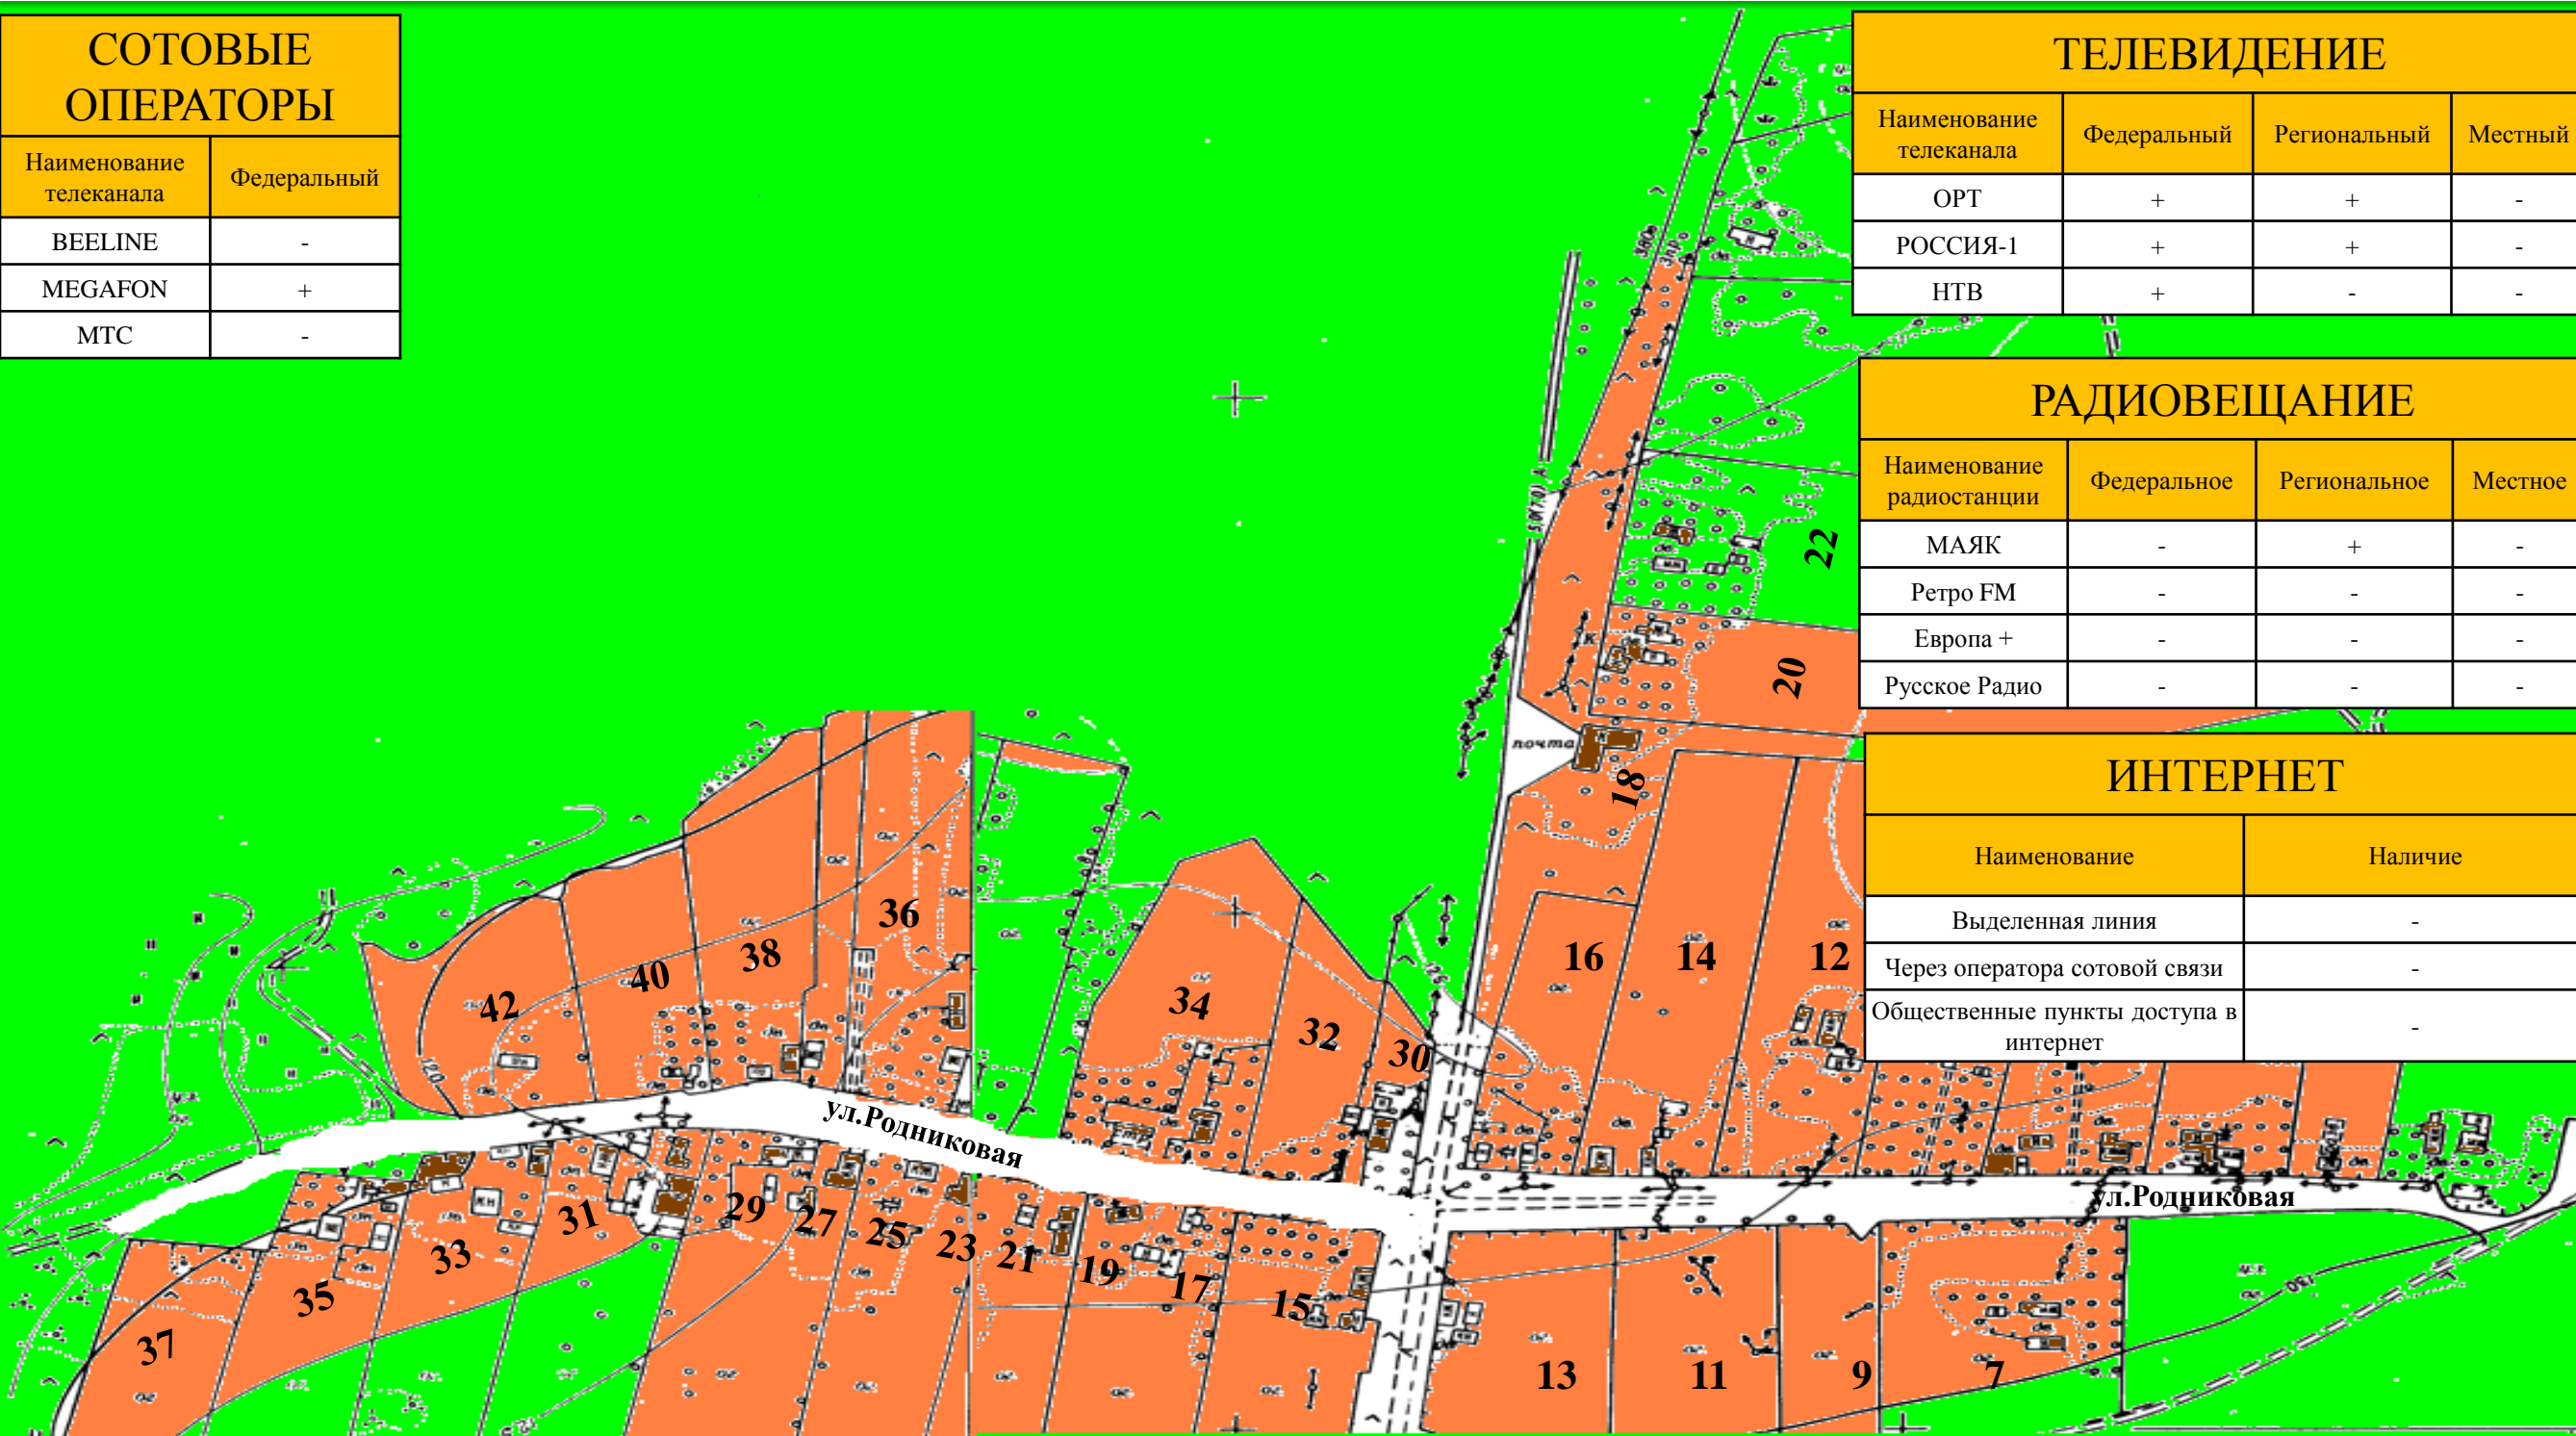 СОТОВЫЕ
ОПЕРАТОРЫ
Наименование телеканала Федеральный
BEELINE -
MEGAFON +
МТС -
ТЕЛЕВИДЕНИЕ
Наименование телеканала Федеральный Региональный Местный
ОРТ + + -
РОССИЯ-1 + + -
НТВ + - -
РАДИОВЕЩАНИЕ
Наименование радиостанции Федеральное Региональное Местное
МАЯК - + -
Ретро FM - - -
Европа + - - -
Русское Радио - - -
ИНТЕРНЕТ
Наименование Наличие
Выделенная линия -
Через оператора сотовой связи -
Общественные пункты доступа в интернет -
22
20
почта
18
36
38
40
42
34
32
30
16
14
12
120
ул.Родниковая
ул.Родниковая
37
35
33
31
29
27
25
23
21
19
17
15
13
11
9
7
130